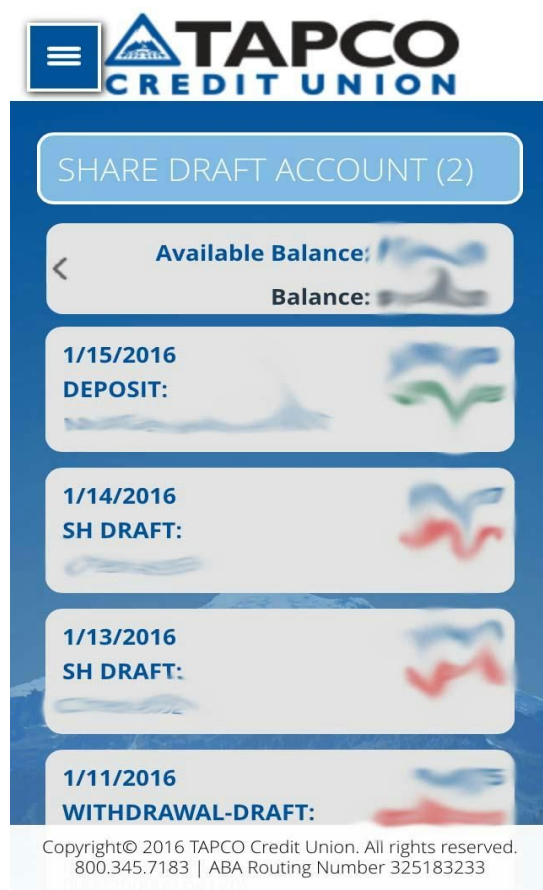 TAPCO
CREDIT UNION
SHARE DRAFT ACCOUNT (2)
Available Balance:
Balance:
1/15/2016
DEPOSIT:
1/14/2016
SH DRAFT:
1/13/2016
SH DRAFT:
1/11/2016
WITHDRAWAL-DRAFT:
Copyright© 2016 TAPCO Credit Union. All rights reserved.
800.345.7183 | ABA Routing Number 325183233